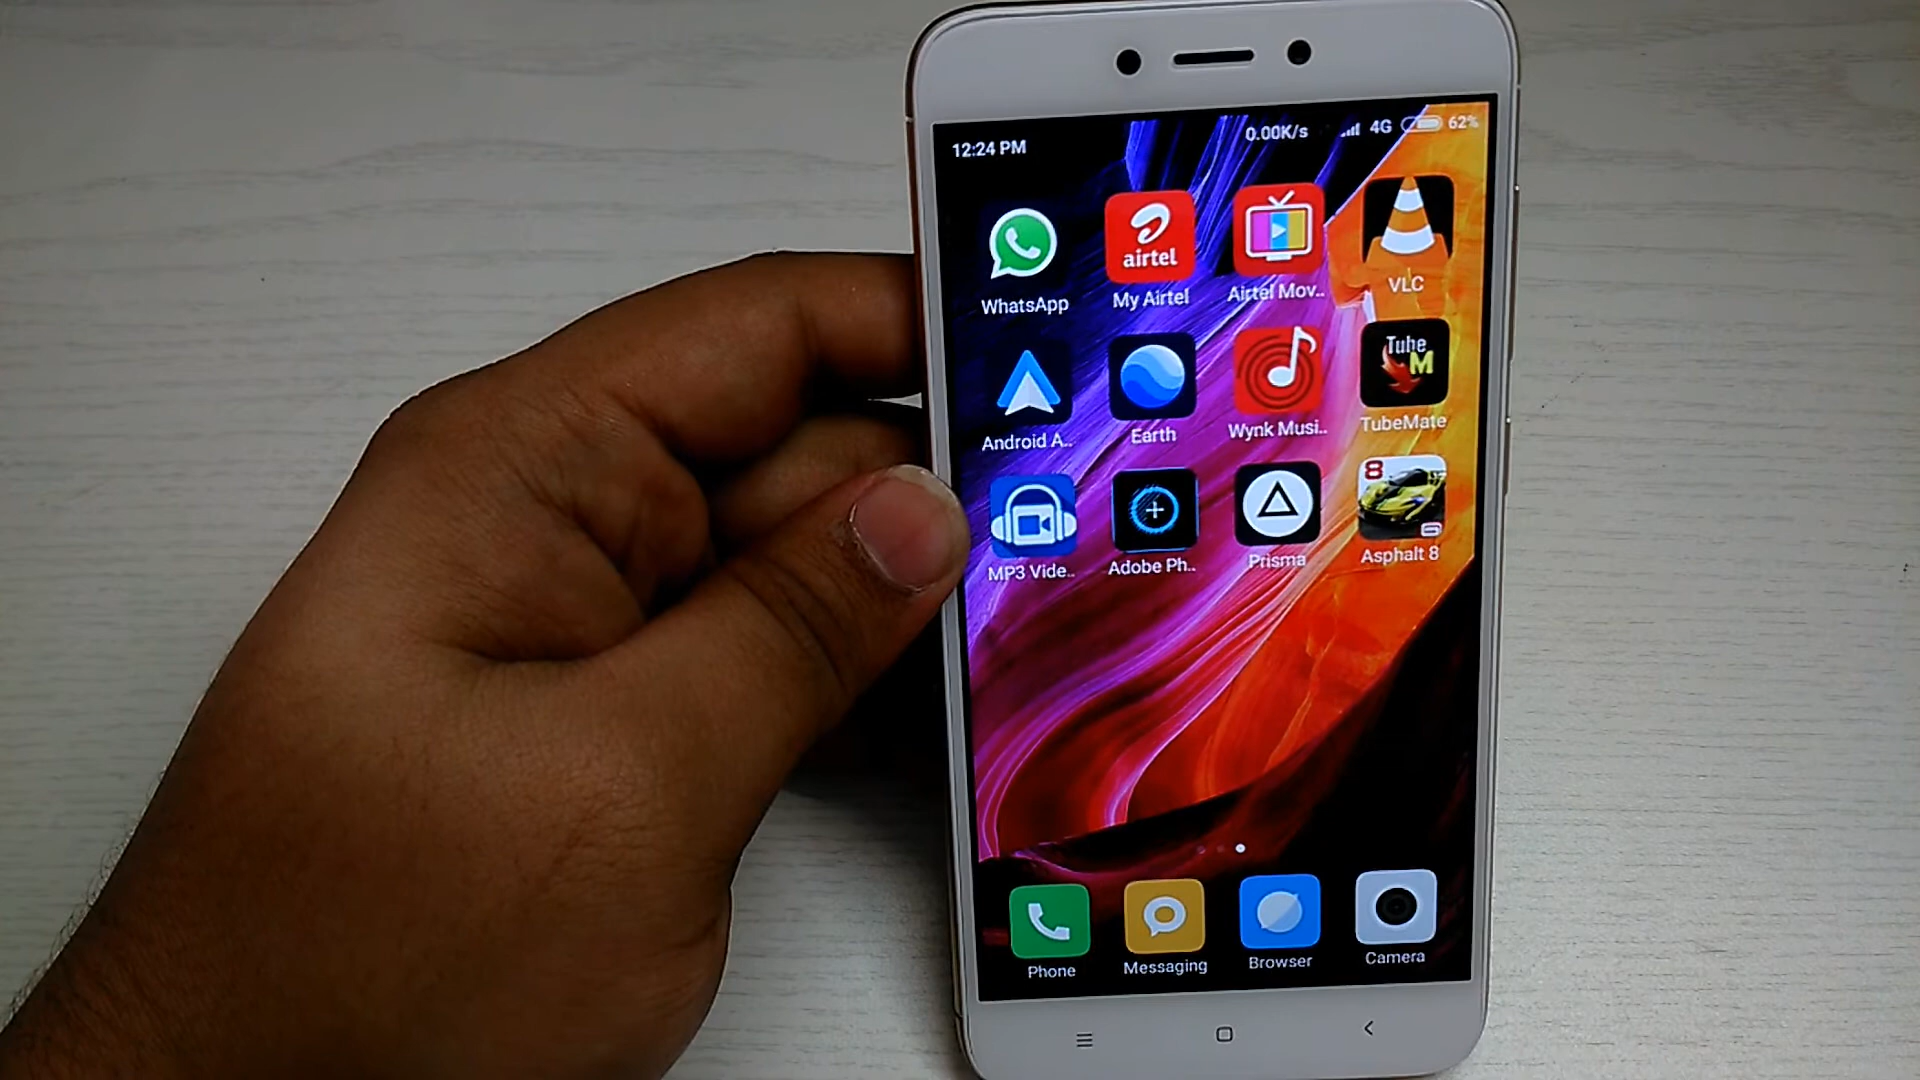 12:24 PM 0.00K/s 4G 62%
airtel
WhatsApp My Airtel Airtel Mov.. VLC
Tube
M
Android A.. Earth Wynk Musi.. TubeMate
8
MP3 Vide.. Adobe Ph.. Prisma Asphalt 8
Phone Messaging Browser Camera